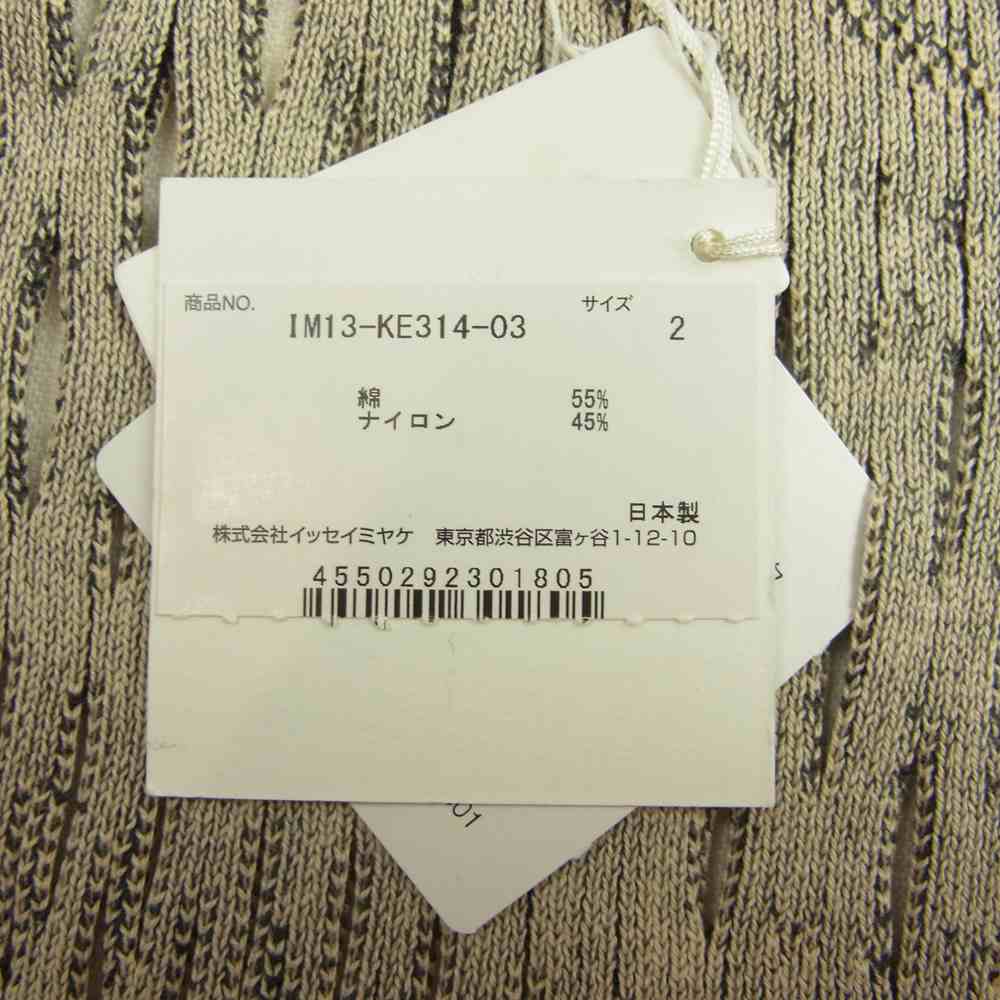 商品NO. サイズ
IM13-KE314-03 2
綿 55%
ナイロン 45%
日本製
株式会社イッセイミヤケ 東京都渋谷区富ヶ谷1-12-10
4550292301805
01